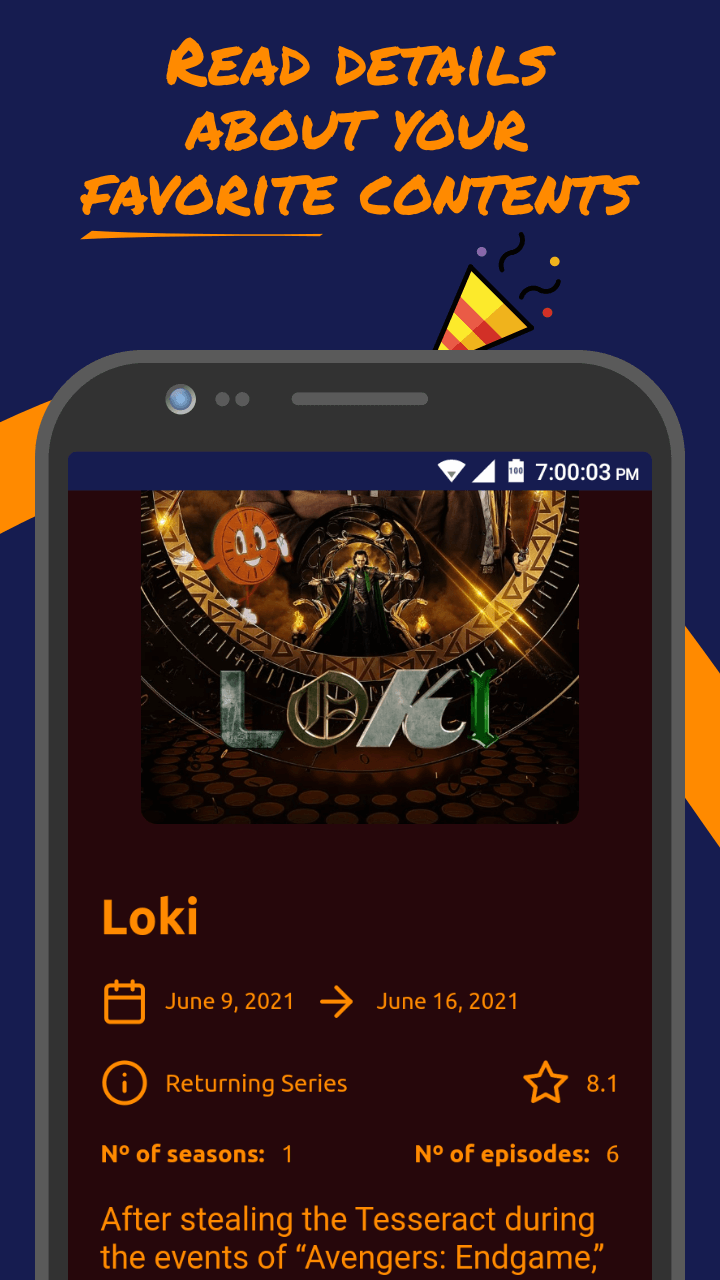 READ DETAILS
ABOUT YOUR
FAVORITE CONTENTS
100 7:00:03 PM
LOKI
Loki
June 9, 2021 → June 16, 2021
Returning Series 8.1
Nº of seasons: 1 Nº of episodes: 6
After stealing the Tesseract during
the events of “Avengers: Endgame,”